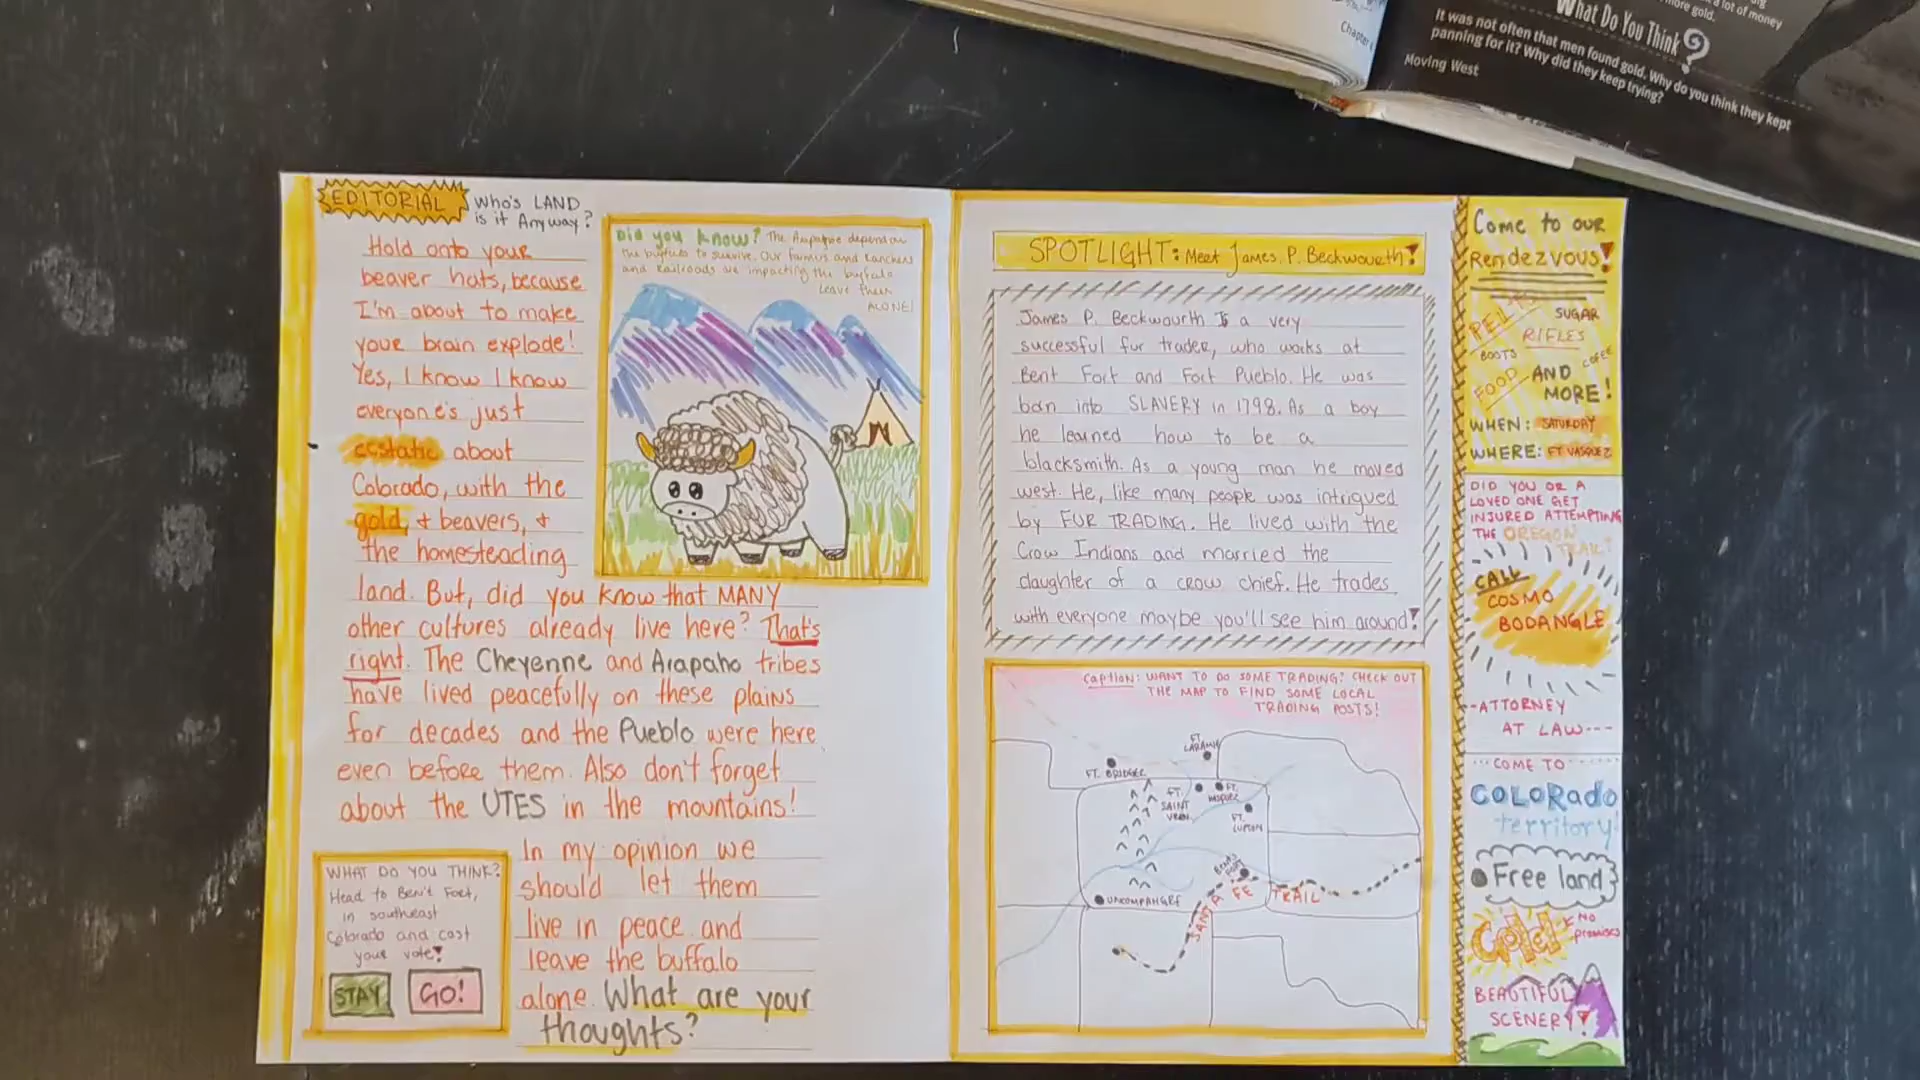 Chapter
a lot of money
more gold.
What Do You Think?
It was not often that men found gold. Why do you think they kept
panning for it? Why did they keep trying?
Moving West
EDITORIAL
Who's LAND
is it Anyway?
Hold onto your
beaver hats, because
I'm about to make
your brain explode!
Yes, I know I know
everyone's just
ecstatic about
Colorado, with the
gold, & beavers, &
the homesteading
land. But, did you know that MANY
other cultures already live here? That's
right. The Cheyenne and Arapaho tribes
have lived peacefully on these plains
for decades and the Pueblo were here
even before them. Also don't forget
about the UTES in the mountains!
In my opinion we
should let them
live in peace and
leave the buffalo
alone. What are your
thoughts?
Did you know? The Arapahoe depend on
the buffalo to survive. Our farmers and Ranchers
and Railroads are impacting the buffalo
Leave them
ALONE!
WHAT DO YOU THINK?
Head to Ben't Fort,
in southeast
Colorado and cast
your vote!
STAY
GO!
SPOTLIGHT: Meet James. P. Beckwourth!
James P. Beckwourth Is a very
successful fur trader, who works at
Bent Fort and Fort Pueblo. He was
born into SLAVERY in 1798. As a boy
he learned how to be a
blacksmith. As a young man he moved
west. He, like many people was intrigued
by FUR TRADING. He lived with the
Crow Indians and married the
daughter of a crow chief. He trades
with everyone maybe you'll see him around!
Caption: WANT TO DO SOME TRADING? CHECK OUT
THE MAP TO FIND SOME LOCAL
TRADING POSTS!
FT. LARAMIE
FT. BRIDGER
FT.
SAINT
VRAIN
FT.
VASQUEZ
FT.
LUPTON
Bent's
Fort
UNCOMPAHGRE
SANTA FE TRAIL
Come to our
Rendezvous!
PELTS
SUGAR
RIFLES
BOOTS
COFEE
FOOD
AND
MORE!
WHEN: SATURDAY
WHERE: FT VASQUEZ
DID YOU OR A
LOVED ONE GET
INJURED ATTEMPTING
THE OREGON
TRAIL?
CALL
COSMO
BODANGLE
-ATTORNEY
AT LAW---
COME TO
COLORADO
territory!
Free land
Gold!
NO
promises
BEAUTIFUL
SCENERY!